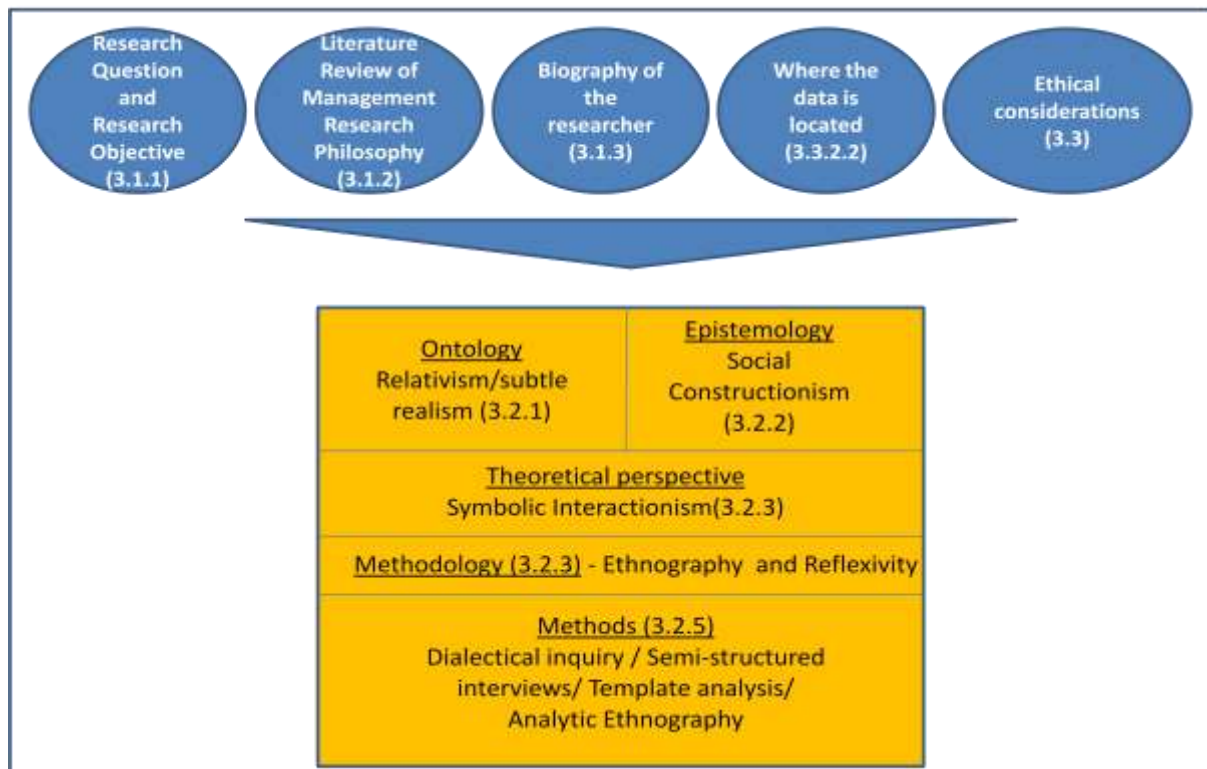 Research
Question
and
Research
Objective
(3.1.1)
Literature
Review of
Management
Research
Philosophy
(3.1.2)
Biography of
the
researcher
(3.1.3)
Where the
data is
located
(3.3.2.2)
Ethical
considerations
(3.3)
Ontology
Relativism/subtle
realism (3.2.1)
Epistemology
Social
Constructionism
(3.2.2)
Theoretical perspective
Symbolic Interactionism(3.2.3)
Methodology (3.2.3) - Ethnography and Reflexivity
Methods (3.2.5)
Dialectical inquiry / Semi-structured
interviews/ Template analysis/
Analytic Ethnography